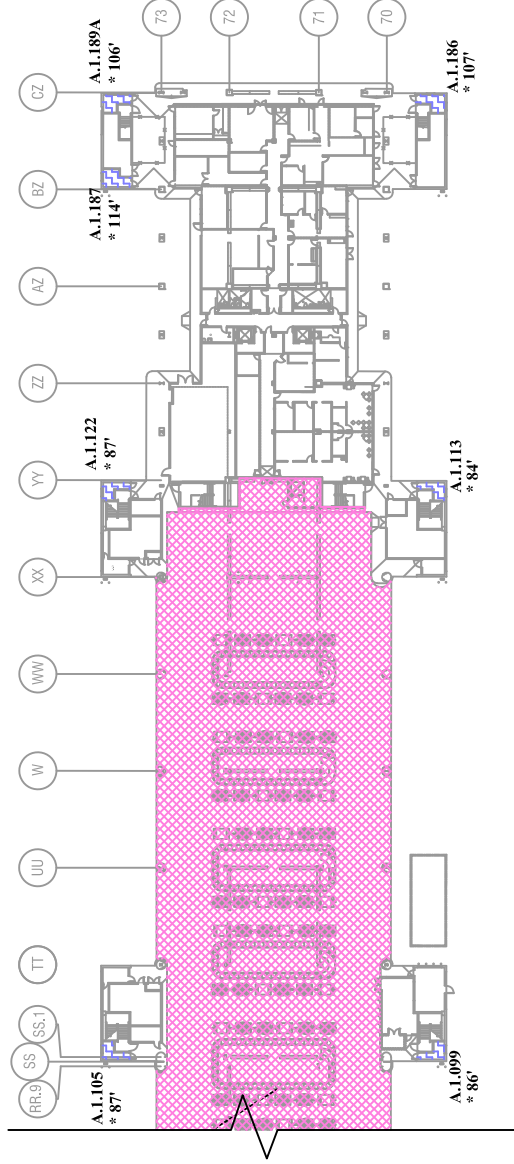 73
72
71
70
A.1.189A
* 106'
A.1.186
* 107'
CZ
BZ
A.1.187
* 114'
AZ
ZZ
A.1.122
* 87'
A.1.113
* 84'
YY
XX
WW
W
UU
TT
SS.1
SS
RR.9
A.1.105
* 87'
A.1.099
* 86'